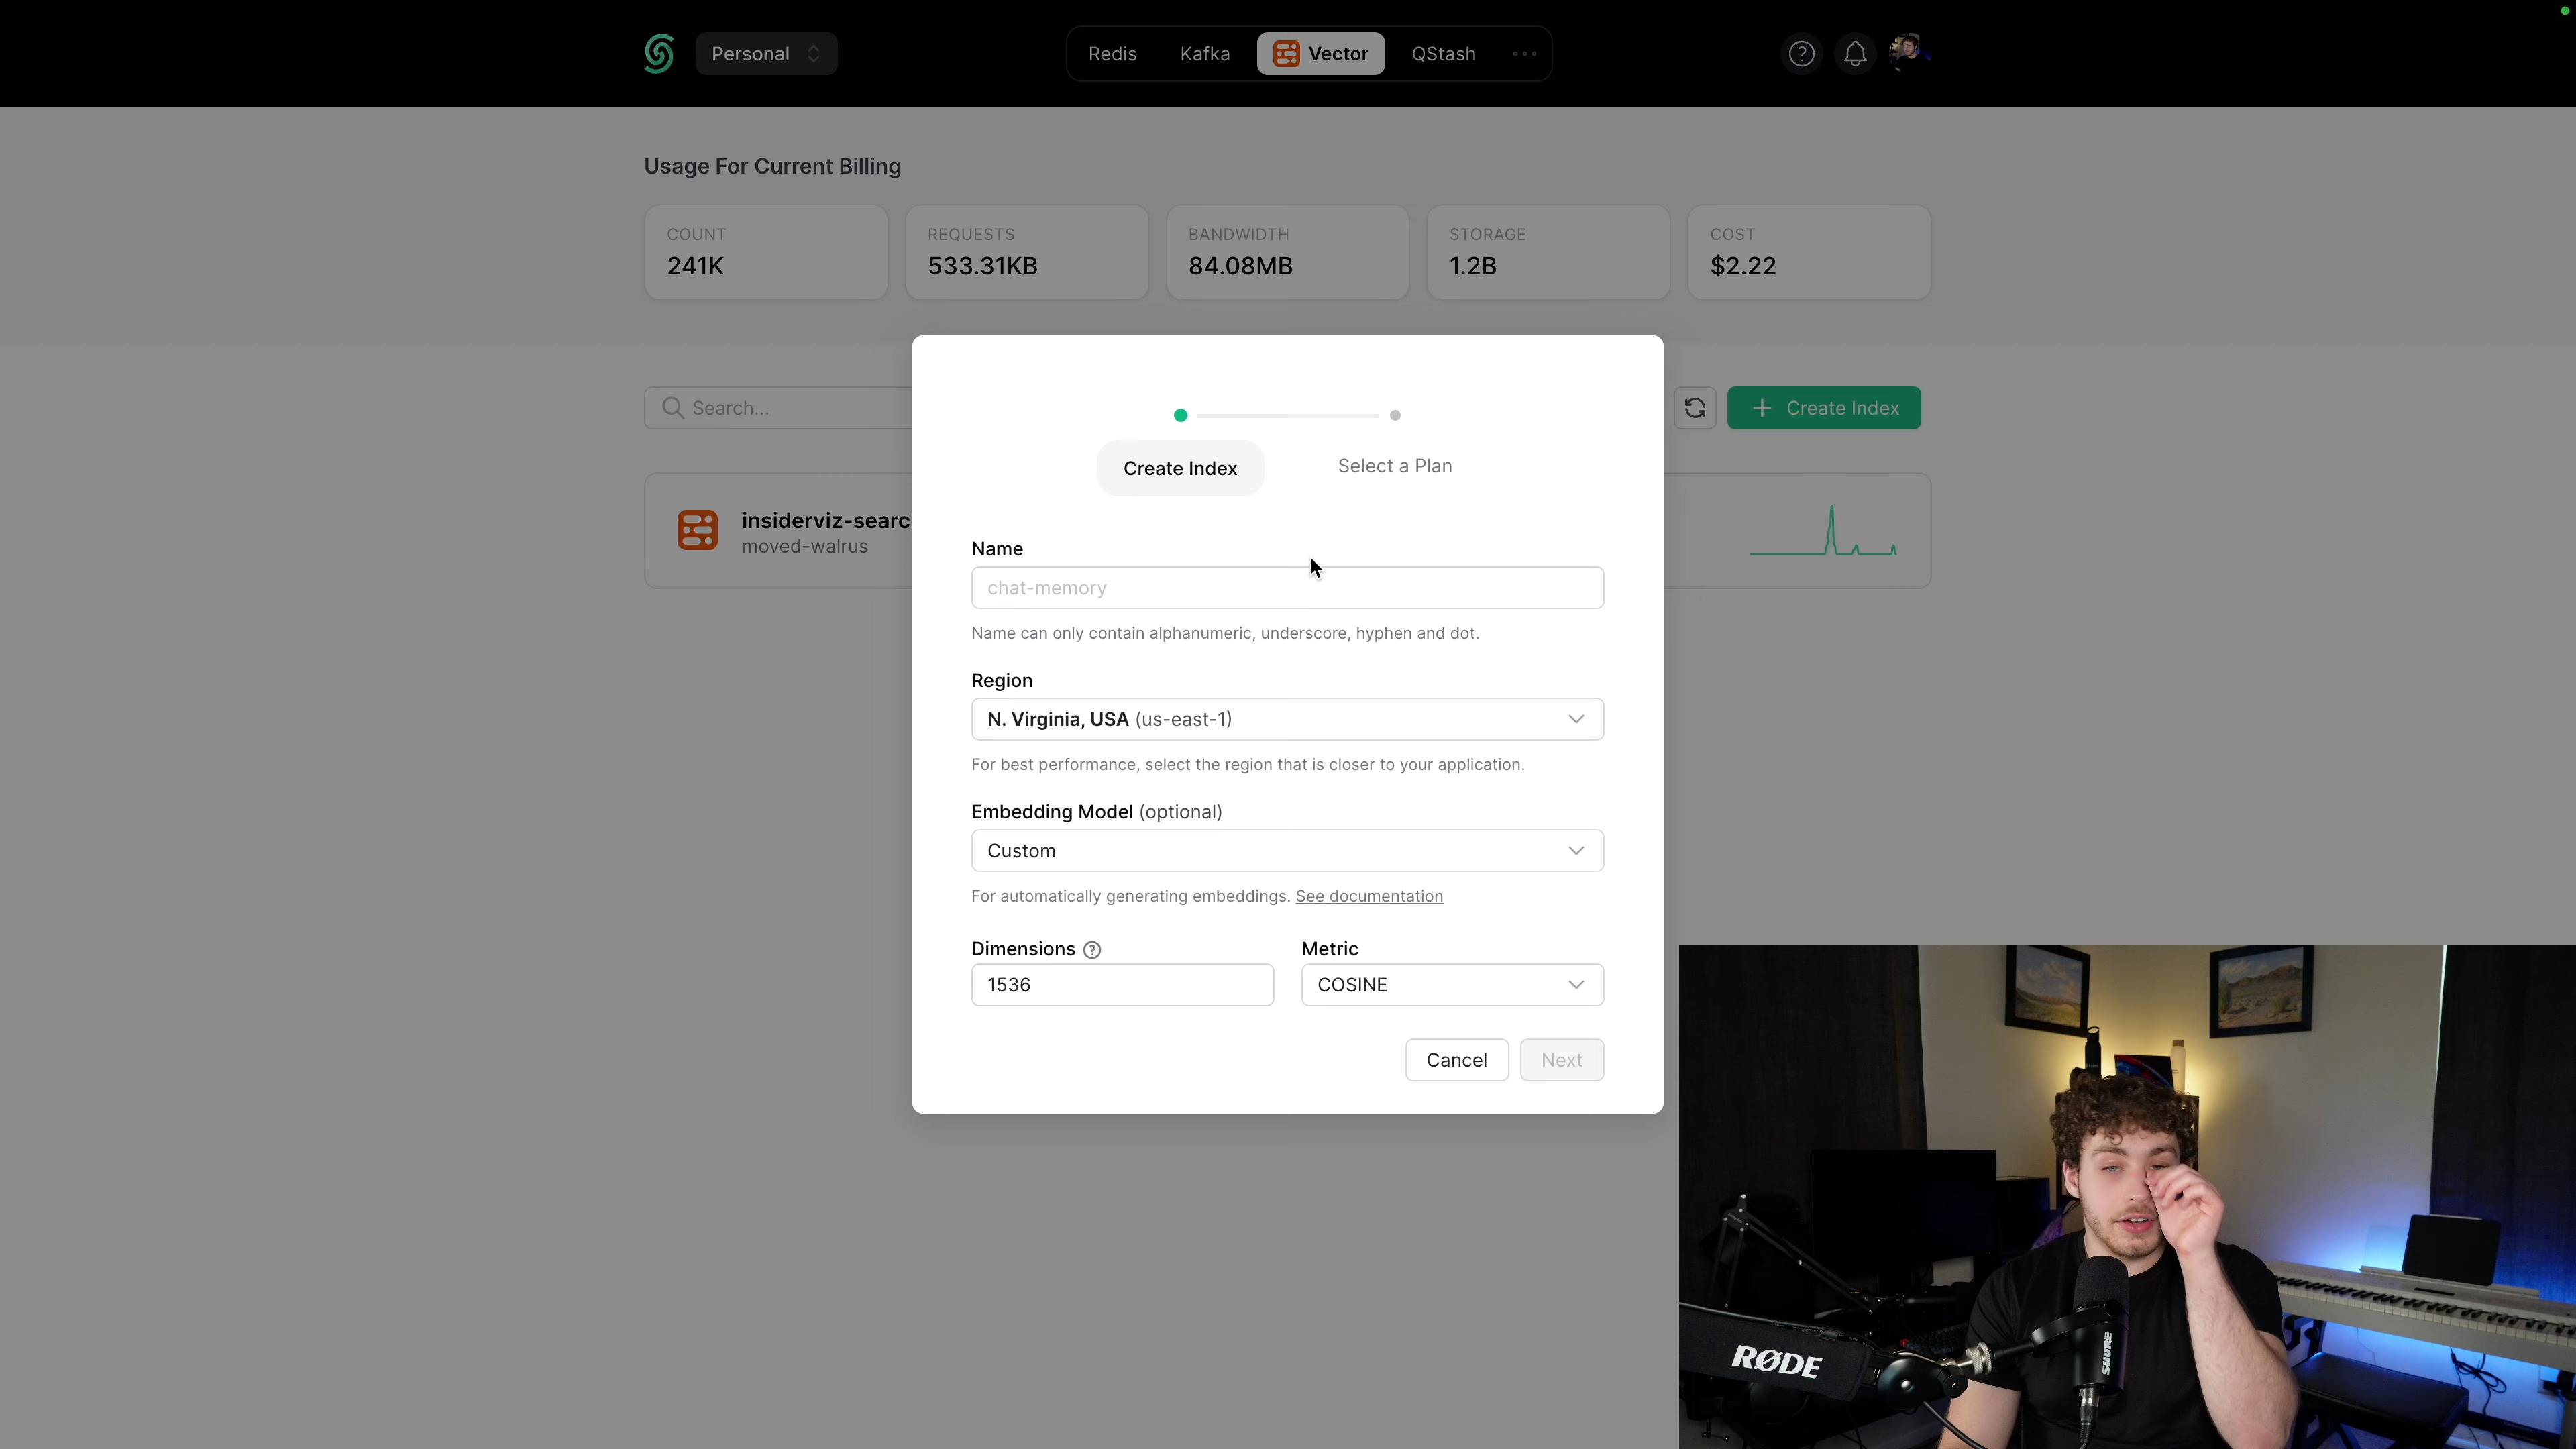 Personal
Redis
Kafka
Vector
QStash
Usage For Current Billing
COUNT
241K
REQUESTS
533.31KB
BANDWIDTH
84.08MB
STORAGE
1.2B
COST
$2.22
Search...
Create Index
insiderviz-searc
moved-walrus
Create Index
Select a Plan
Name
chat-memory
Name can only contain alphanumeric, underscore, hyphen and dot.
Region
N. Virginia, USA (us-east-1)
For best performance, select the region that is closer to your application.
Embedding Model (optional)
Custom
For automatically generating embeddings. See documentation
Dimensions
1536
Metric
COSINE
Cancel
Next
RØDE
SHURE